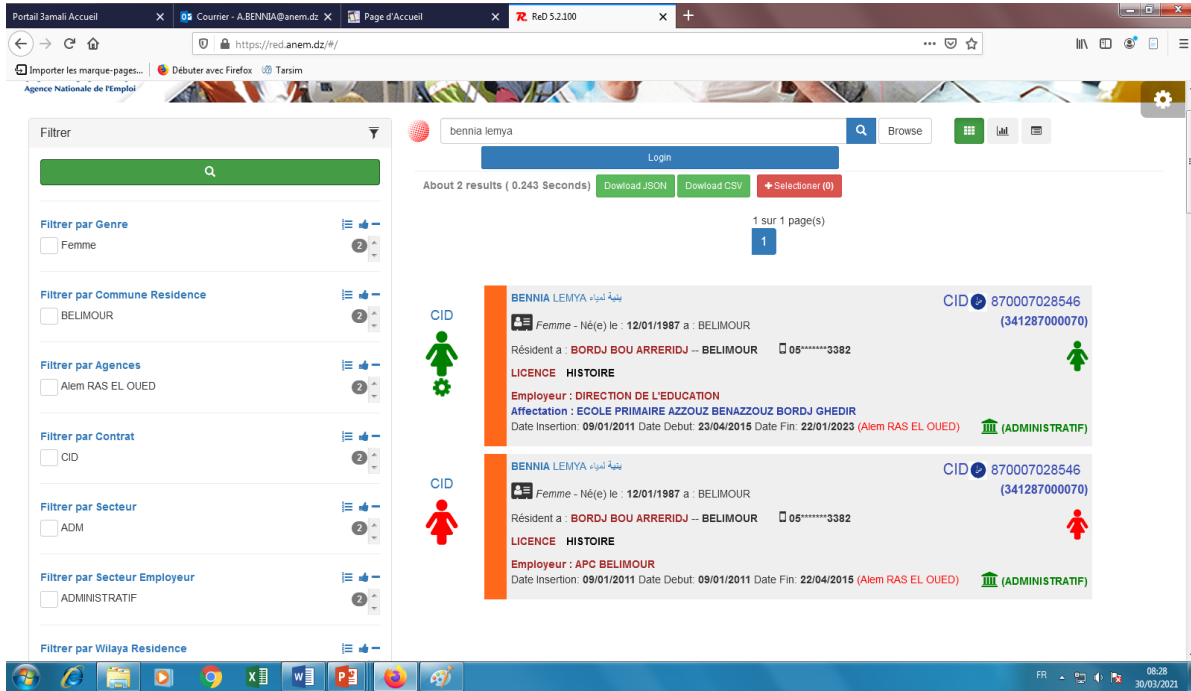 Portail 3amali Accueil
Courrier - A.BENNIA@anem.dz
Page d'Accueil
ReD 5.2.100
https://red.anem.dz/#/
Importer les marque-pages...
Débuter avec Firefox
Tarsim
Agence Nationale de l'Emploi
Filtrer
bennia lemya
Browse
Login
About 2 results ( 0.243 Seconds)
Dowload JSON
Dowload CSV
Selectioner (0)
1 sur 1 page(s)
1
Filtrer par Genre
Femme 2
Filtrer par Commune Residence
BELIMOUR 2
Filtrer par Agences
Alem RAS EL OUED 2
Filtrer par Contrat
CID 2
Filtrer par Secteur
ADM 2
Filtrer par Secteur Employeur
ADMINISTRATIF 2
Filtrer par Wilaya Residence
CID
BENNIA LEMYA بنية لمياء
CID 870007028546
(341287000070)
Femme - Né(e) le : 12/01/1987 a : BELIMOUR
Résident a : BORDJ BOU ARRERIDJ -- BELIMOUR 05*******3382
LICENCE HISTOIRE
Employeur : DIRECTION DE L'EDUCATION
Affectation : ECOLE PRIMAIRE AZZOUZ BENAZZOUZ BORDJ GHEDIR
Date Insertion: 09/01/2011 Date Debut: 23/04/2015 Date Fin: 22/01/2023 (Alem RAS EL OUED)
(ADMINISTRATIF)
CID
BENNIA LEMYA بنية لمياء
CID 870007028546
(341287000070)
Femme - Né(e) le : 12/01/1987 a : BELIMOUR
Résident a : BORDJ BOU ARRERIDJ -- BELIMOUR 05*******3382
LICENCE HISTOIRE
Employeur : APC BELIMOUR
Date Insertion: 09/01/2011 Date Debut: 09/01/2011 Date Fin: 22/04/2015 (Alem RAS EL OUED)
(ADMINISTRATIF)
FR
08:28
30/03/2021